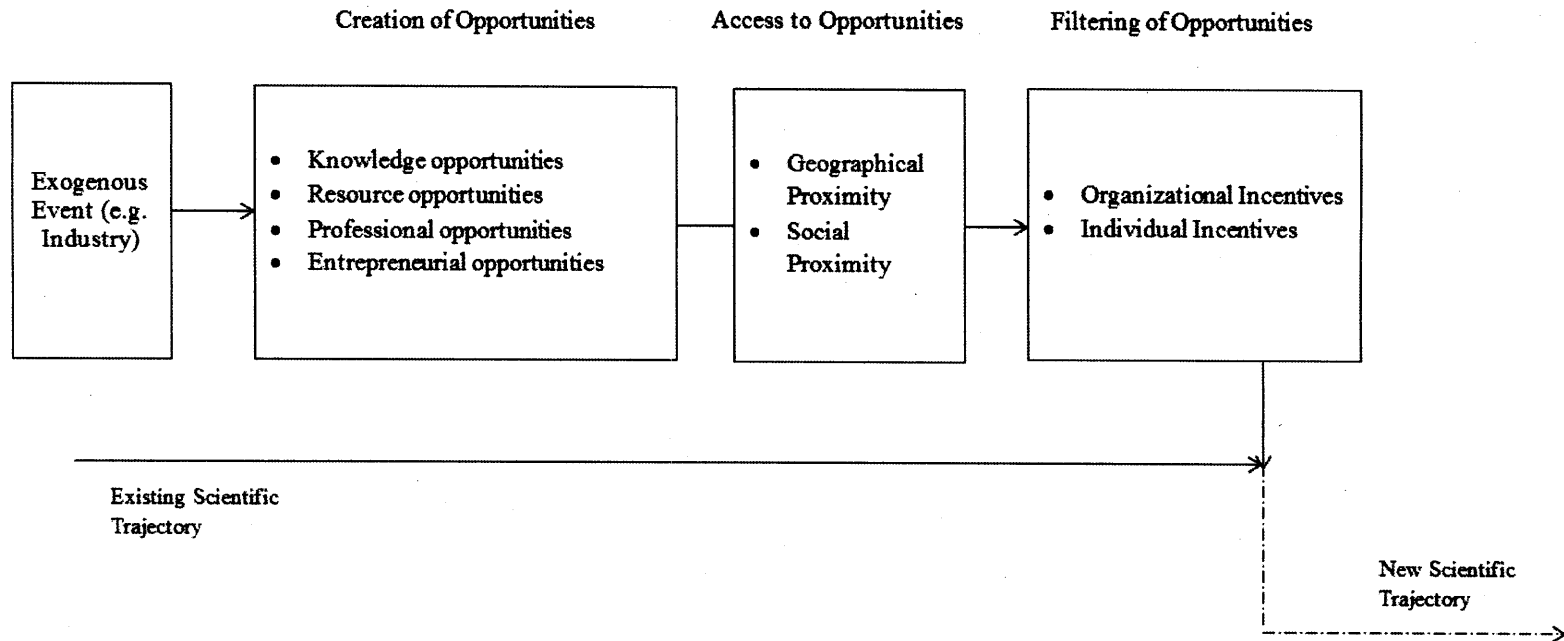 Creation of Opportunities
Access to Opportunities
Filtering of Opportunities
Exogenous
Event (e.g.
Industry)
• Knowledge opportunities
• Resource opportunities
• Professional opportunities
• Entrepreneurial opportunities
• Geographical
Proximity
• Social
Proximity
• Organizational Incentives
• Individual Incentives
Existing Scientific
Trajectory
New Scientific
Trajectory